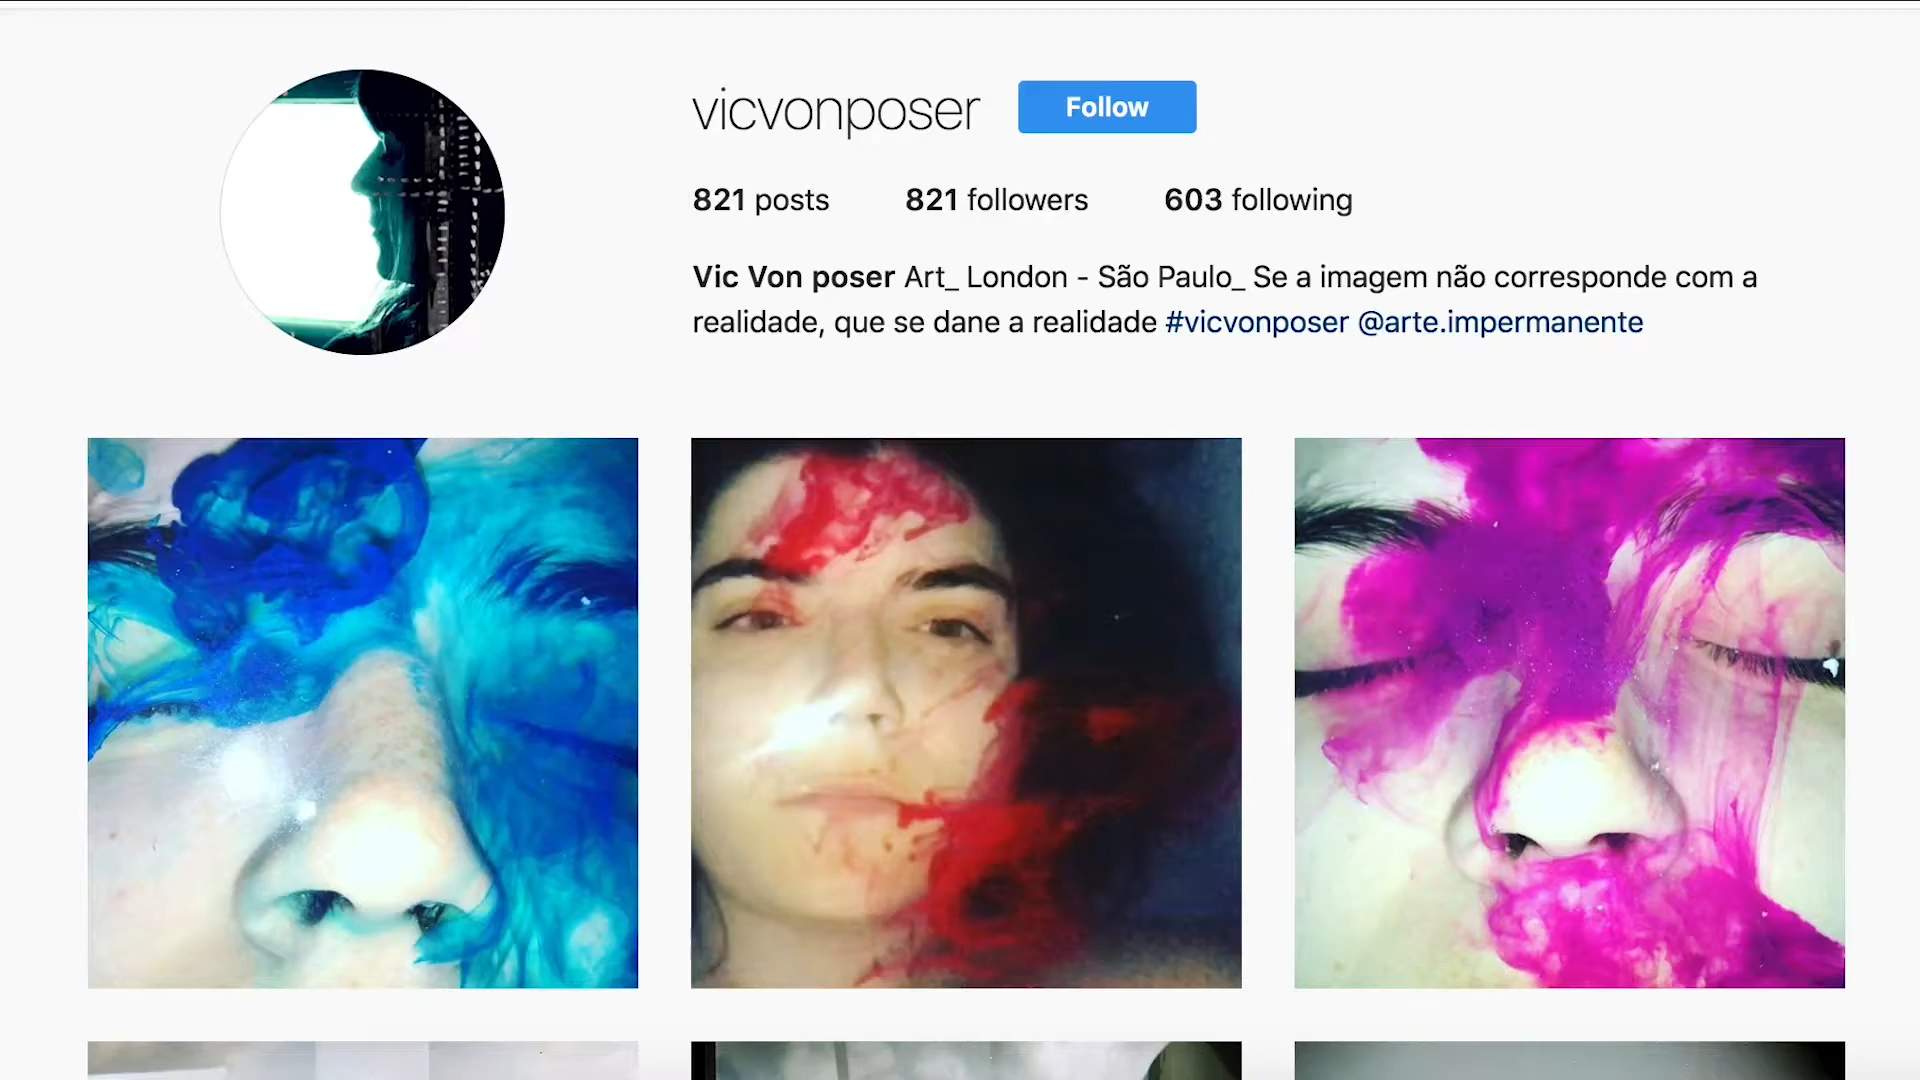 vicvonposer Follow
821 posts 821 followers 603 following
Vic Von poser Art_ London - São Paulo_ Se a imagem não corresponde com a
realidade, que se dane a realidade #vicvonposer @arte.impermanente